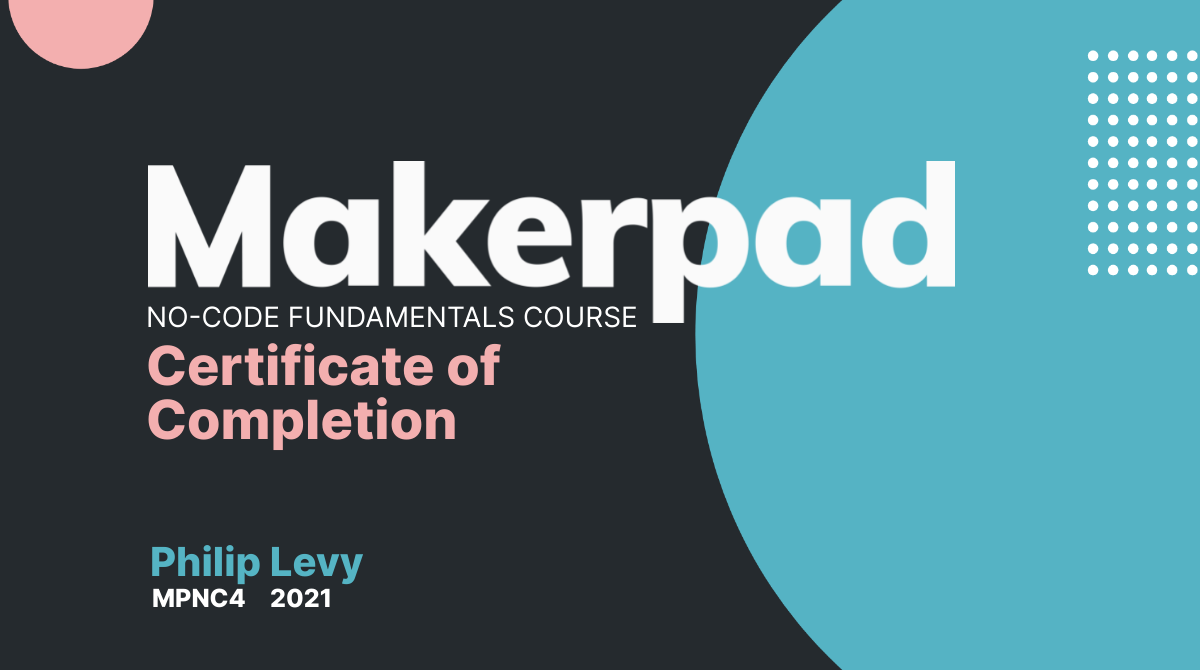 Makerpad
NO-CODE FUNDAMENTALS COURSE
Certificate of
Completion
Philip Levy
MPNC4 2021